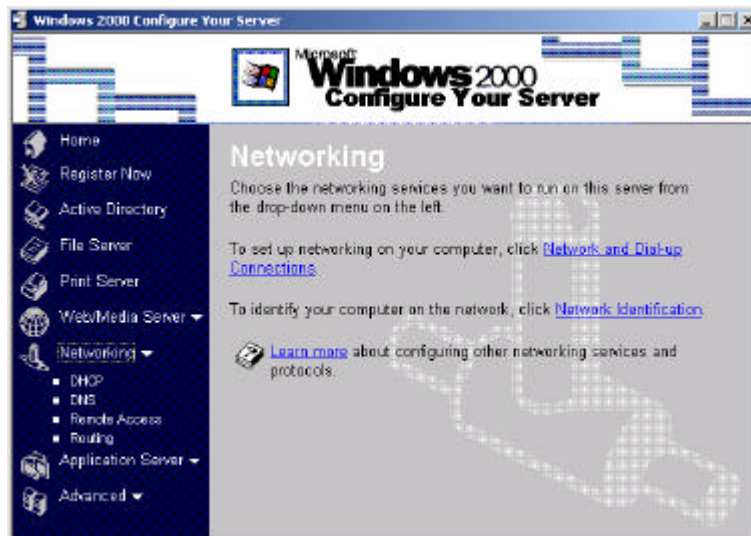 Windows 2000 Configure Your Server
Microsoft
Windows 2000
Configure Your Server
Home
Register Now
Active Directory
File Server
Print Server
Web/Media Server
Networking
DHCP
DNS
Remote Access
Routing
Application Server
Advanced
Networking
Choose the networking services you want to run on this server from
the drop-down menu on the left.
To set up networking on your computer, click Network and Dial-up
Connections.
To identify your computer on the network, click Network Identification.
Learn more about configuring other networking services and
protocols.